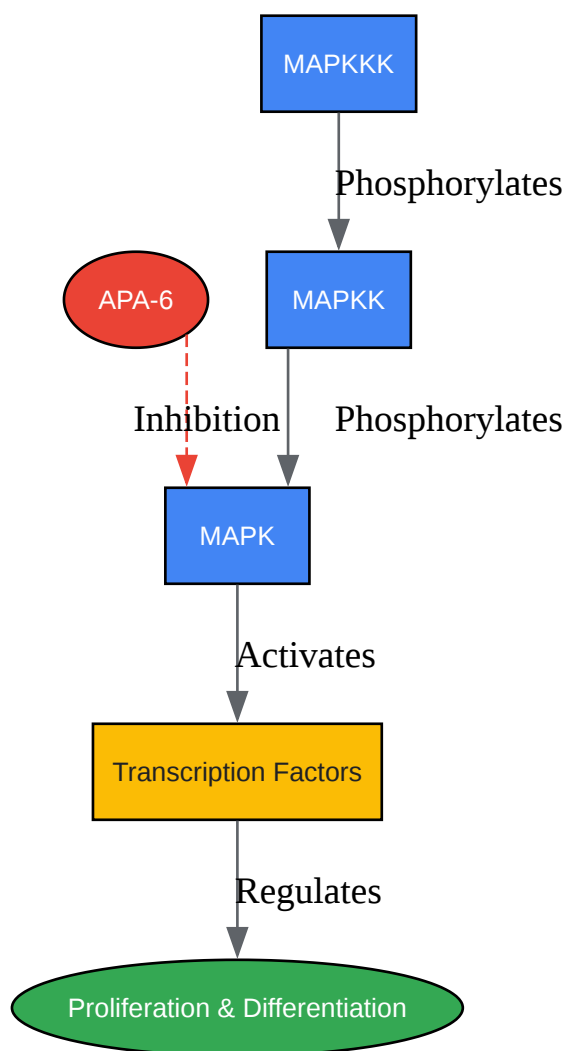 MAPKKK
Phosphorylates
APA-6
MAPKK
Inhibition
Phosphorylates
MAPK
Activates
Transcription Factors
Regulates
Proliferation & Differentiation